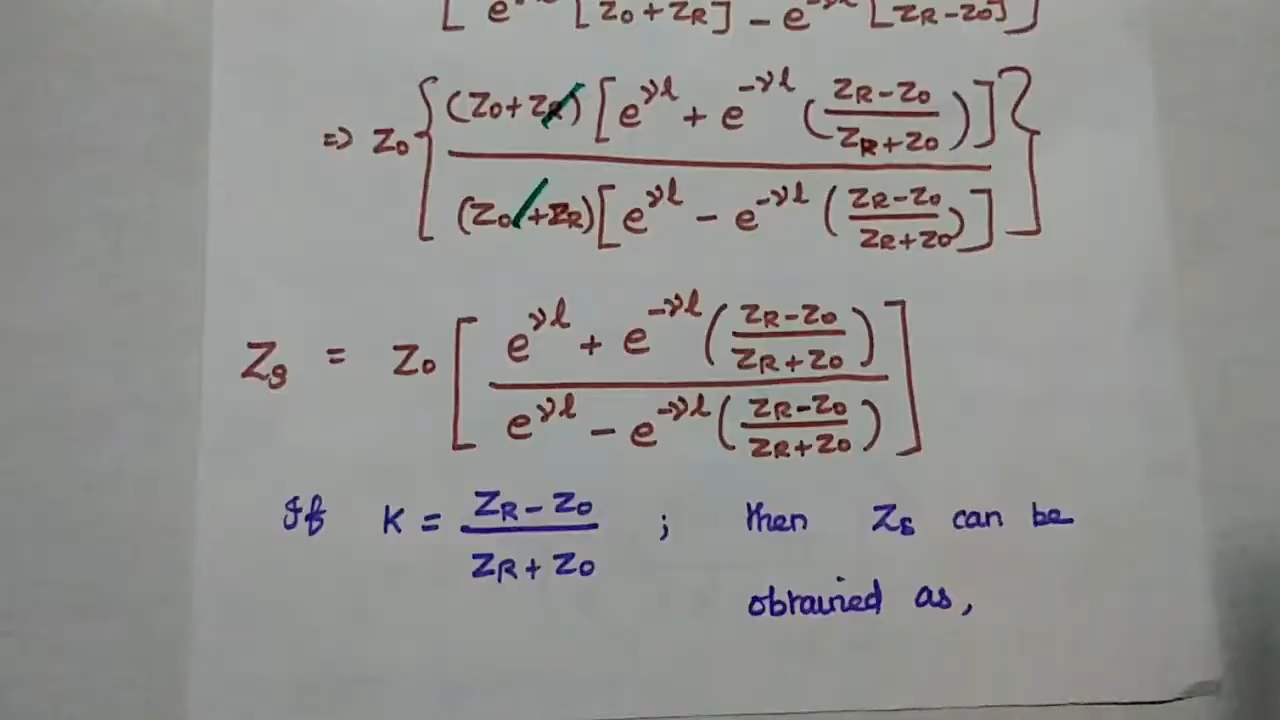 [ e [Z0+ZR] – e [ZR–Z0] ]
=> Z0 { (Z0+ZR) [ e^γl + e^-γl ( ZR–Z0 / ZR+Z0 ) ] / (Z0+ZR) [ e^γl – e^-γl ( ZR–Z0 / ZR+Z0 ) ] }
Zs = Z0 [ e^γl + e^-γl ( ZR–Z0 / ZR+Z0 ) / e^γl – e^-γl ( ZR–Z0 / ZR+Z0 ) ]
If K = ZR – Z0 / ZR + Z0 ; then Zs can be
obtained as,